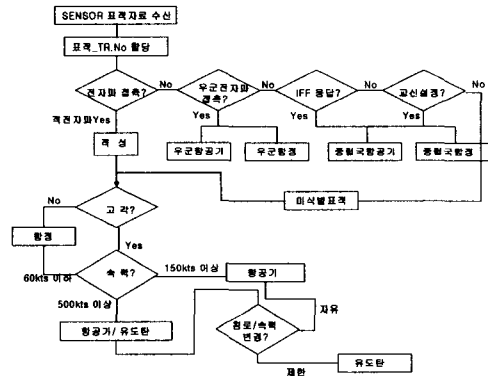 SENSOR 표적자료 수산
표적_TR.No 할당
전자파 접촉?
No
우군전자파
접촉?
No
IFF 응답?
No
교신설정?
No
적전자파Yes
Yes
Yes
Yes
적 성
우군항공기
우군함정
중립국항공기
중립국함정
미식별표적
No
고 각?
함정
Yes
60kts 이하
속 력?
150kts 이상
항공기
500kts 이상
자유
항공기/ 유도탄
침로/속력
변경?
제한
유도탄